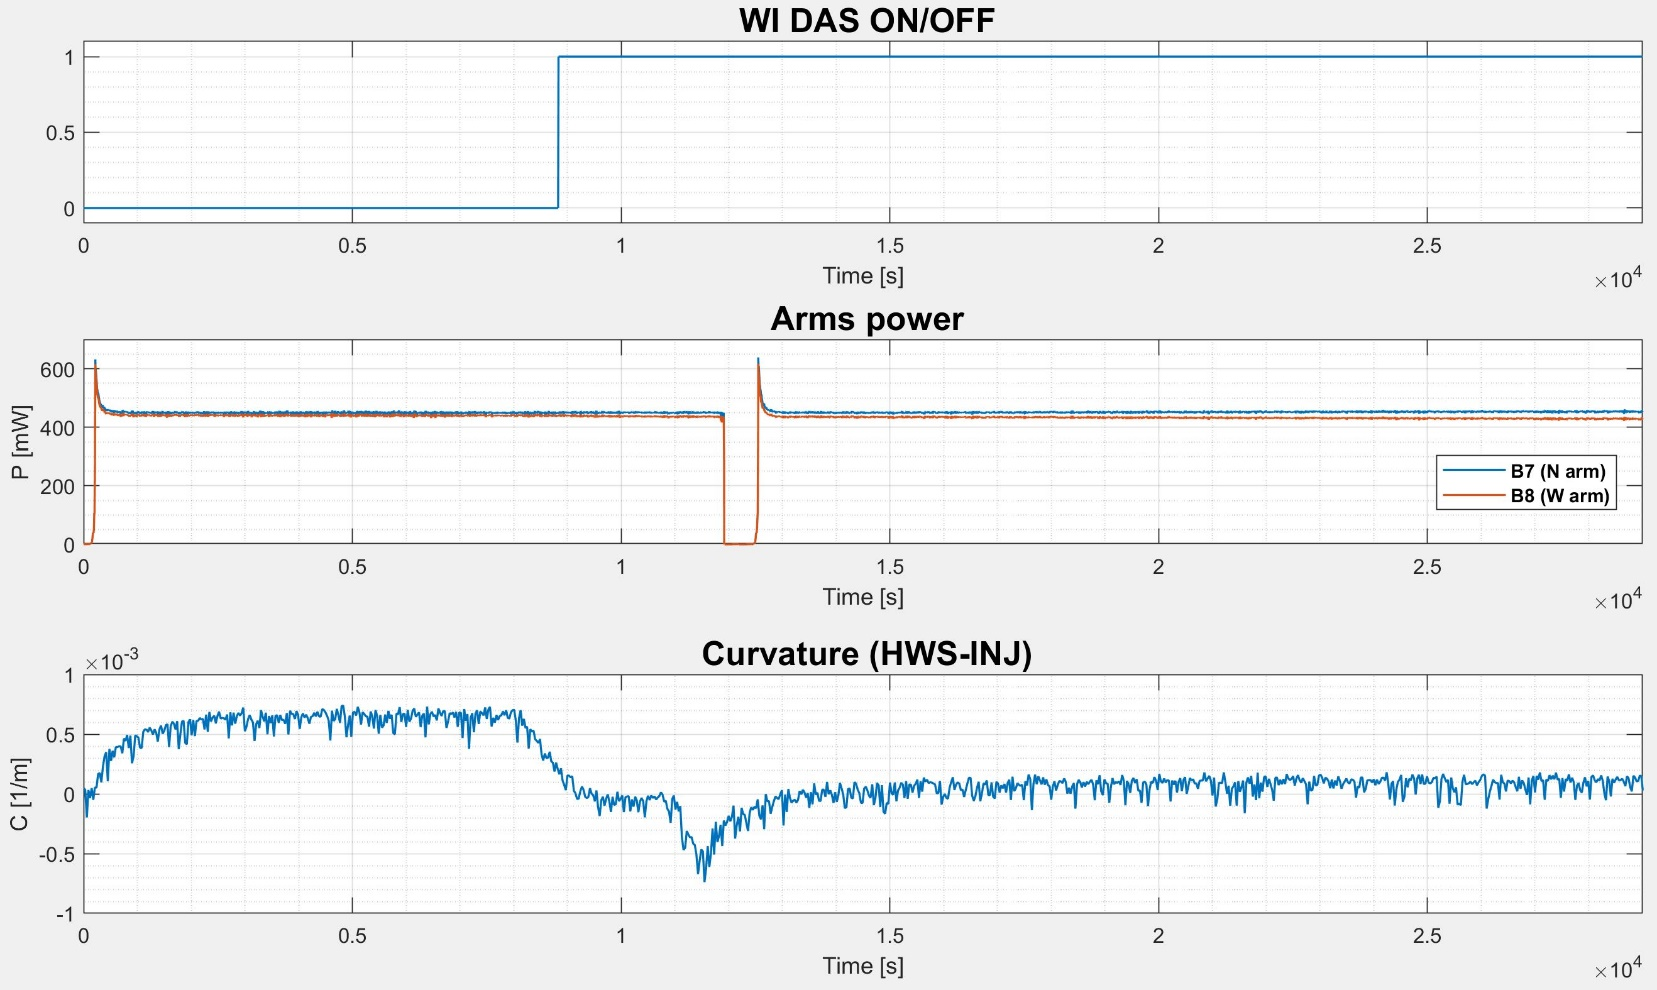 WI DAS ON/OFF
1
0.5
0
0 0.5 1 1.5 2 2.5
Time [s]
×10^4
Arms power
600
400
200
0
P [mW]
B7 (N arm)
B8 (W arm)
0 0.5 1 1.5 2 2.5
Time [s]
×10^4
Curvature (HWS-INJ)
×10^-3
1
0.5
0
-0.5
-1
C [1/m]
0 0.5 1 1.5 2 2.5
Time [s]
×10^4